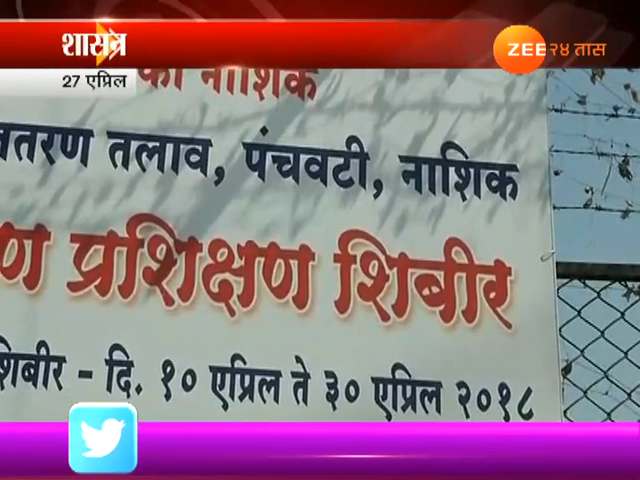 शास्त्र
ZEE २४ तास
27 एप्रिल
का नाशिक
तरण तलाव, पंचवटी, नाशिक
ण प्रशिक्षण शिबीर
शिबीर - दि. १० एप्रिल ते ३० एप्रिल २०१८